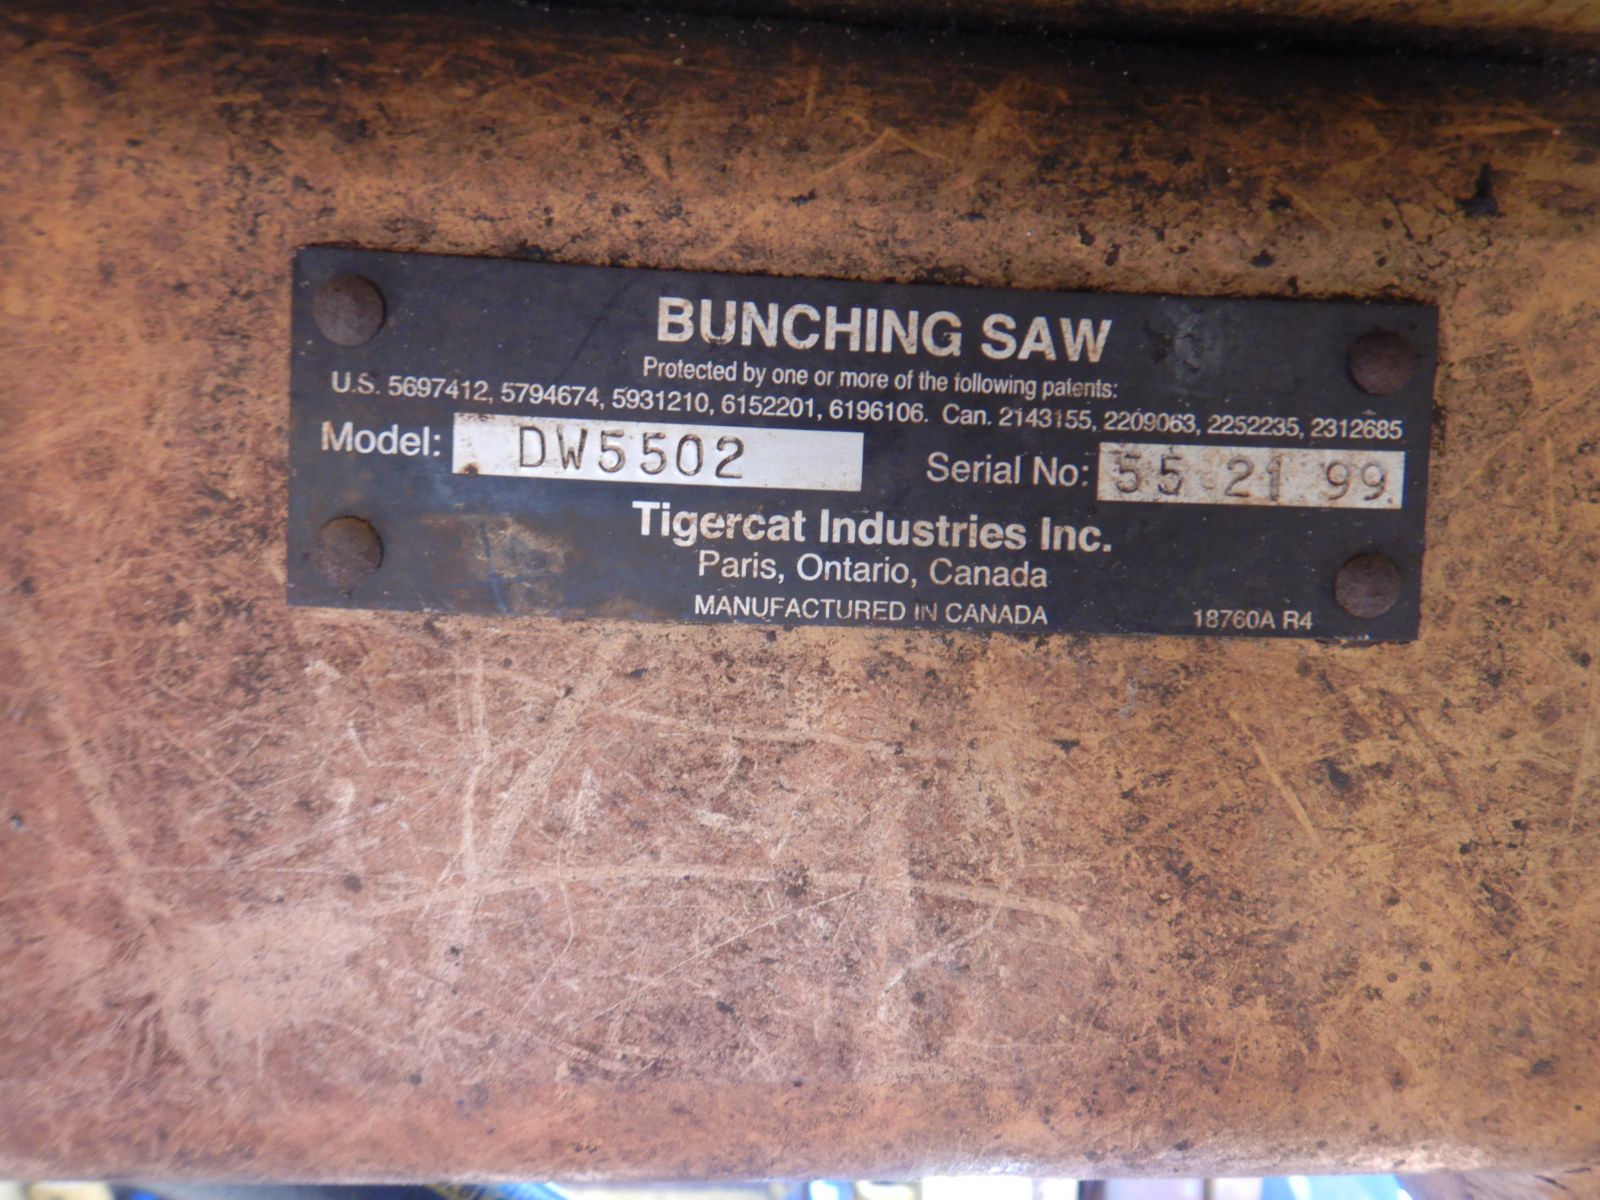 BUNCHING SAW
Protected by one or more of the following patents:
U.S. 5697412, 5794674, 5931210, 6152201, 6196106. Can. 2143155, 2209063, 2252235, 2312685
Model: DW5502 Serial No: 55 21 99
Tigercat Industries Inc.
Paris, Ontario, Canada
MANUFACTURED IN CANADA 18760A R4